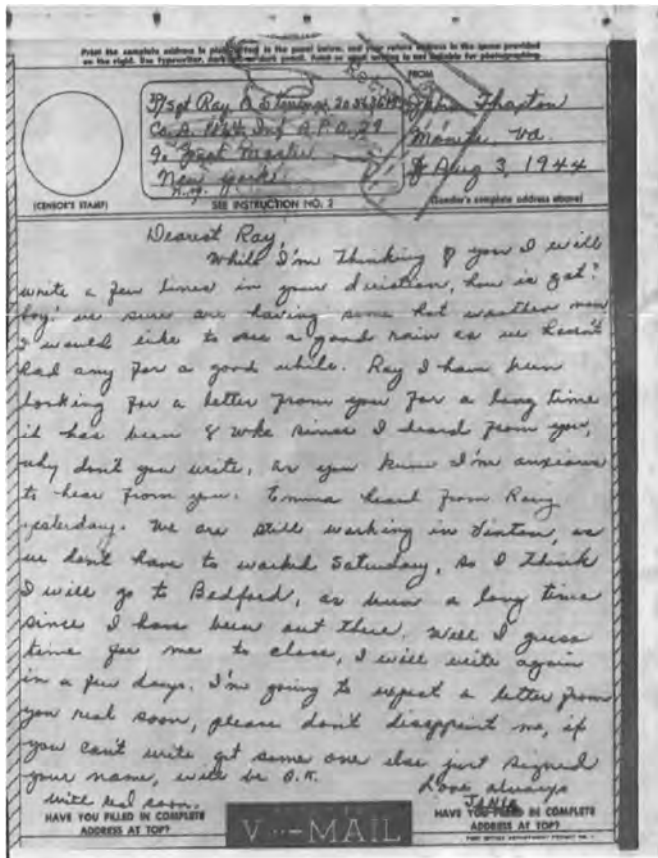 Print the complete address in plain letters in the panel below, and your return address in the space provided
on the right. Use typewriter, dark ink, or dark pencil. Faint or small writing is not suitable for photographing.
FROM
T/Sgt Ray O Stevens,
Co. A. 116th Inf A.P.O. 29
℅ Post Master
New York
N.Y.
Thaxton
Va.
Aug 3, 1944
(CENSOR'S STAMP)
SEE INSTRUCTION NO. 2
(Sender's complete address above)
Dearest Ray,
While I'm thinking of you I will
write a few lines in your direction, how is
boy! we sure are having some hot weather now
I would like to see a good rain as we haven't
had any for a good while. Ray I have been
looking for a letter from you for a long time
it has been 8 wks since I heard from you,
why don't you write, as you know I'm anxious
to hear from you. Emma heard from Rang
yesterday. We are still working in Vinton, as
we don't have to worked Saturday, so I think
I will go to Bedford, as been a long time
since I have been out there. Well I guess
time for me to close, I will write again
in a few days. I'm going to expect a letter from
you real soon, please don't disappoint me, if
you can't write get some one else just signed
your name, will be O.K.
Love always
write real soon.
HAVE YOU FILLED IN COMPLETE
ADDRESS AT TOP?
V···-MAIL
HAVE YOU FILLED IN COMPLETE
ADDRESS AT TOP?